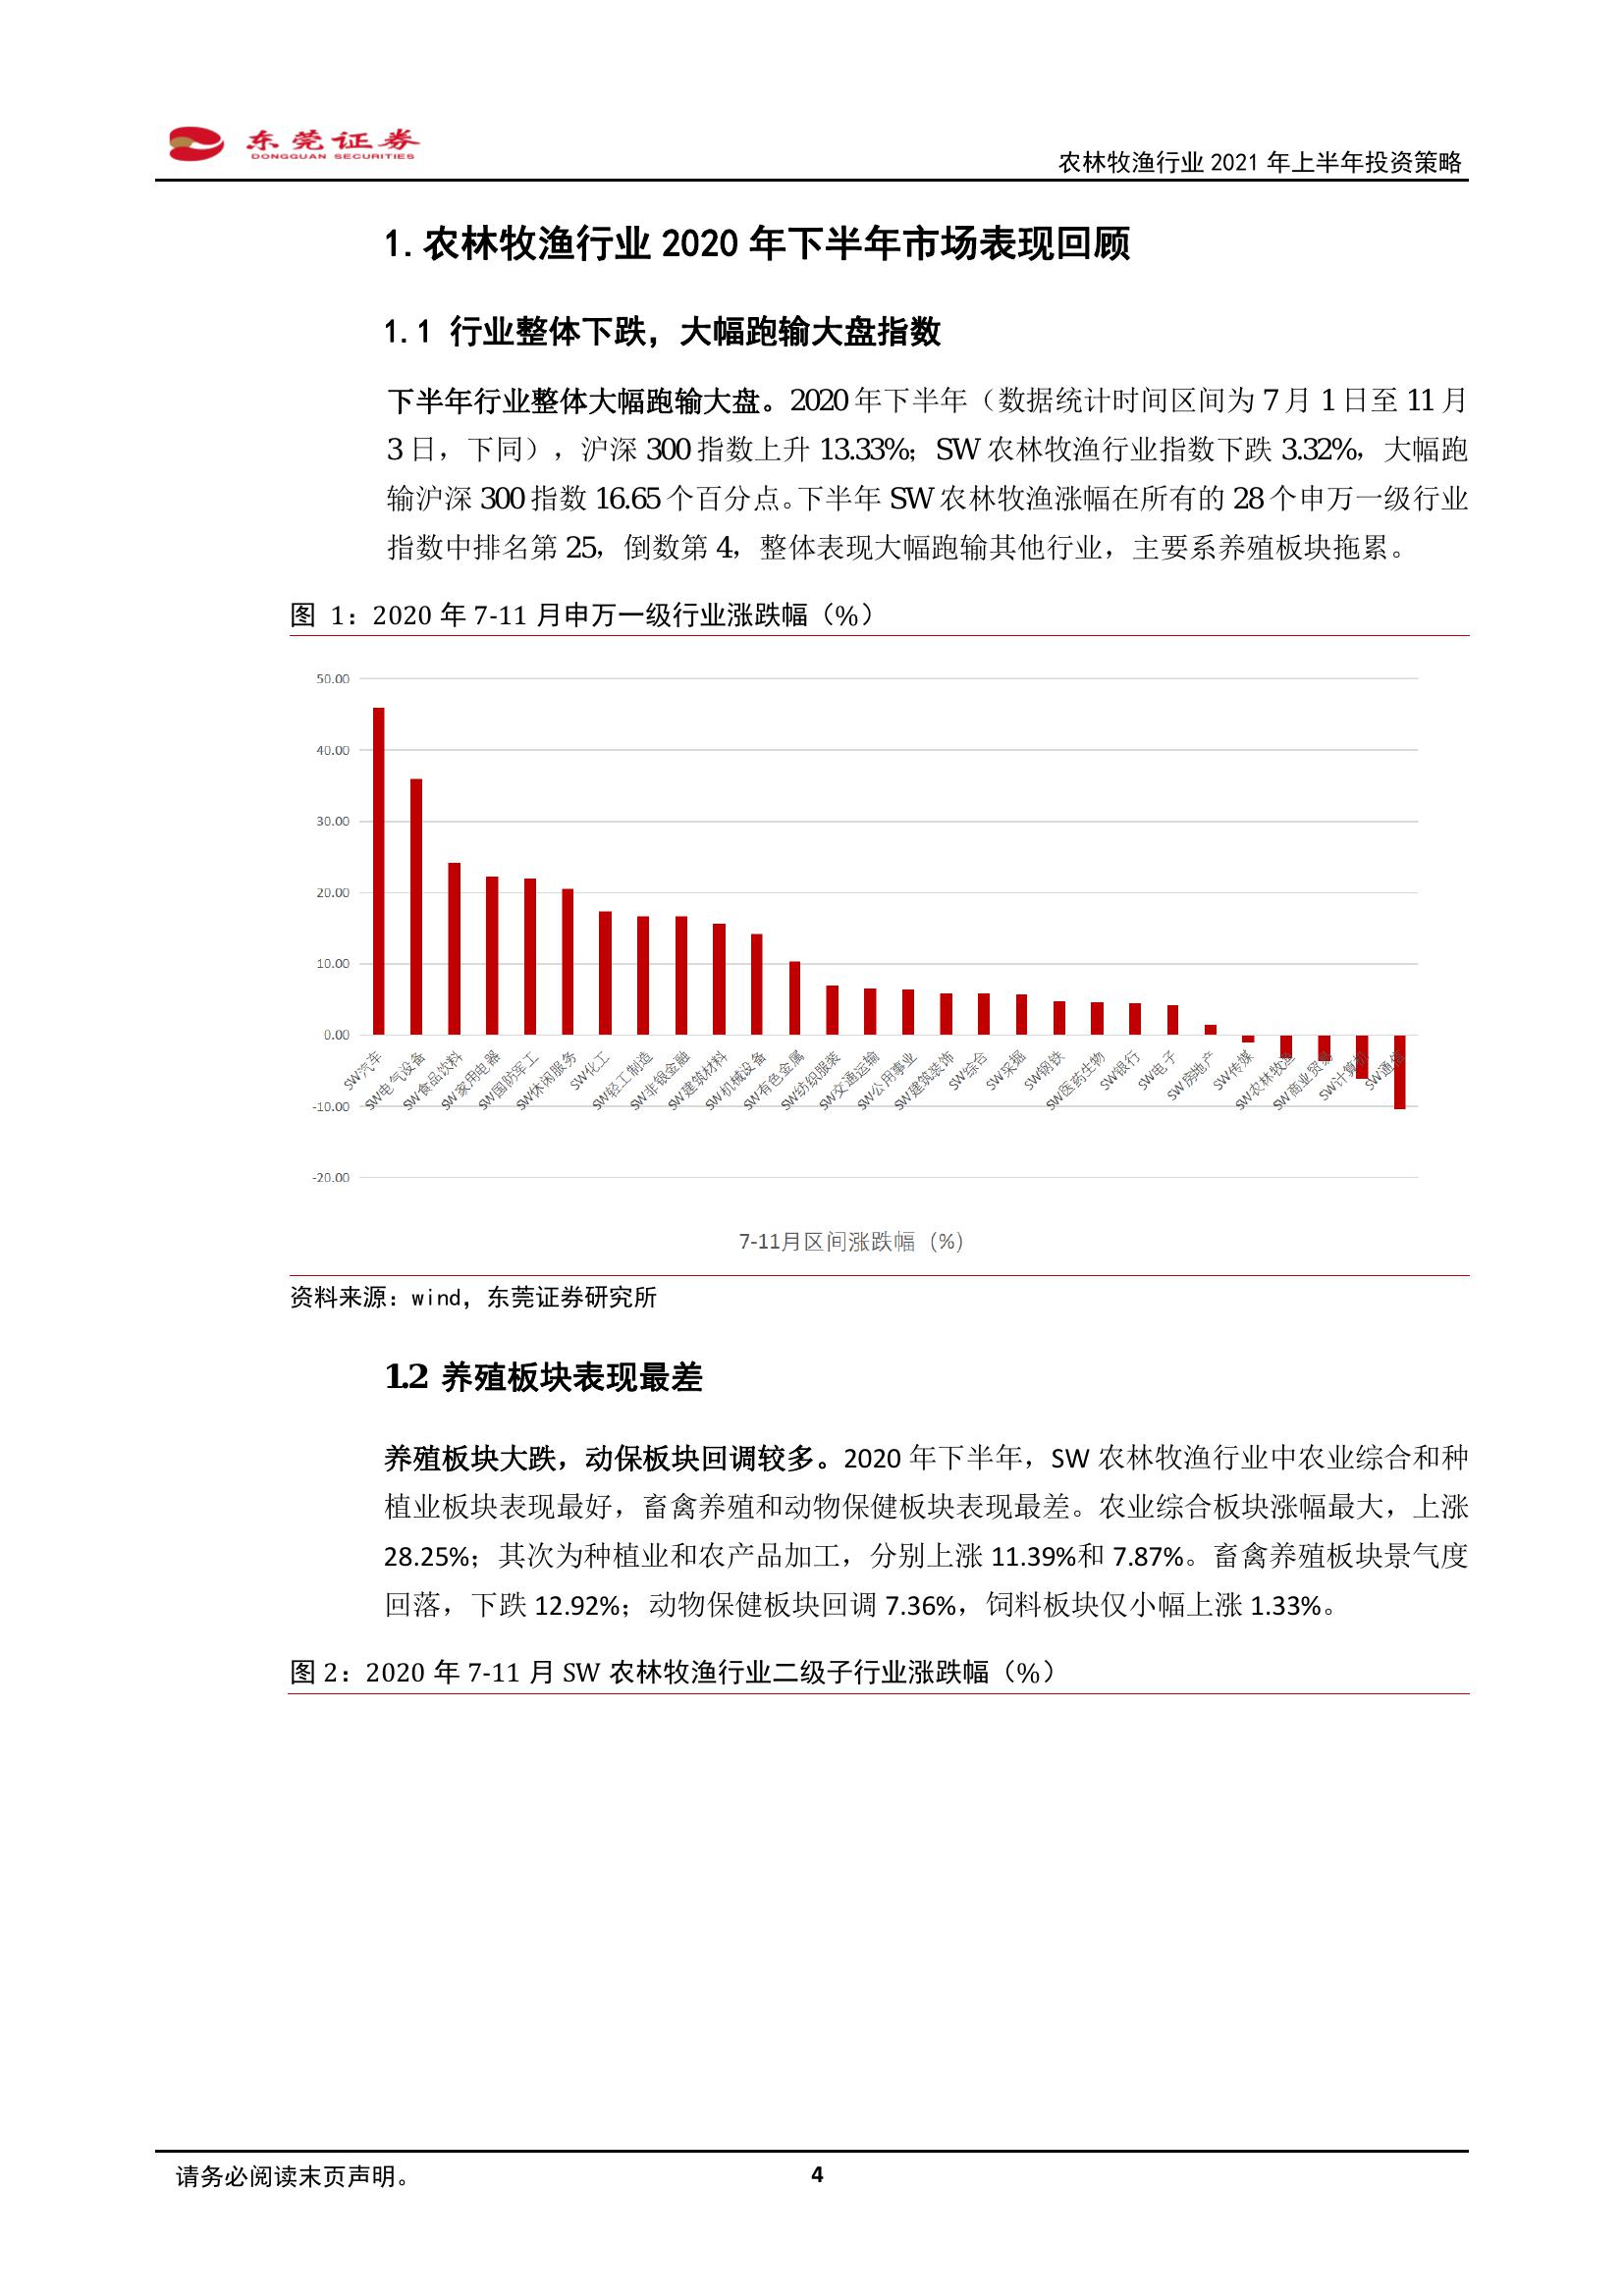 东莞证券
DONGGUAN SECURITIES
农林牧渔行业 2021 年上半年投资策略
1.农林牧渔行业 2020 年下半年市场表现回顾
1.1 行业整体下跌，大幅跑输大盘指数
下半年行业整体大幅跑输大盘。2020 年下半年（数据统计时间区间为 7 月 1 日至 11 月
3 日，下同），沪深 300 指数上升 13.33%；SW 农林牧渔行业指数下跌 3.32%，大幅跑
输沪深 300 指数 16.65 个百分点。下半年 SW 农林牧渔涨幅在所有的 28 个申万一级行业
指数中排名第 25，倒数第 4，整体表现大幅跑输其他行业，主要系养殖板块拖累。
图 1：2020 年 7-11 月申万一级行业涨跌幅（%）
50.00
40.00
30.00
20.00
10.00
0.00
-10.00
-20.00
SW汽车
SW电气设备
SW食品饮料
SW家用电器
SW国防军工
SW休闲服务
SW化工
SW轻工制造
SW非银金融
SW建筑材料
SW机械设备
SW有色金属
SW纺织服装
SW交通运输
SW公用事业
SW建筑装饰
SW综合
SW采掘
SW钢铁
SW医药生物
SW银行
SW电子
SW房地产
SW传媒
SW农林牧渔
SW商业贸易
SW计算机
SW通信
7-11月区间涨跌幅（%）
资料来源：wind，东莞证券研究所
1.2 养殖板块表现最差
养殖板块大跌，动保板块回调较多。2020 年下半年，SW 农林牧渔行业中农业综合和种
植业板块表现最好，畜禽养殖和动物保健板块表现最差。农业综合板块涨幅最大，上涨
28.25%；其次为种植业和农产品加工，分别上涨 11.39%和 7.87%。畜禽养殖板块景气度
回落，下跌 12.92%；动物保健板块回调 7.36%，饲料板块仅小幅上涨 1.33%。
图 2：2020 年 7-11 月 SW 农林牧渔行业二级子行业涨跌幅（%）
请务必阅读末页声明。
4